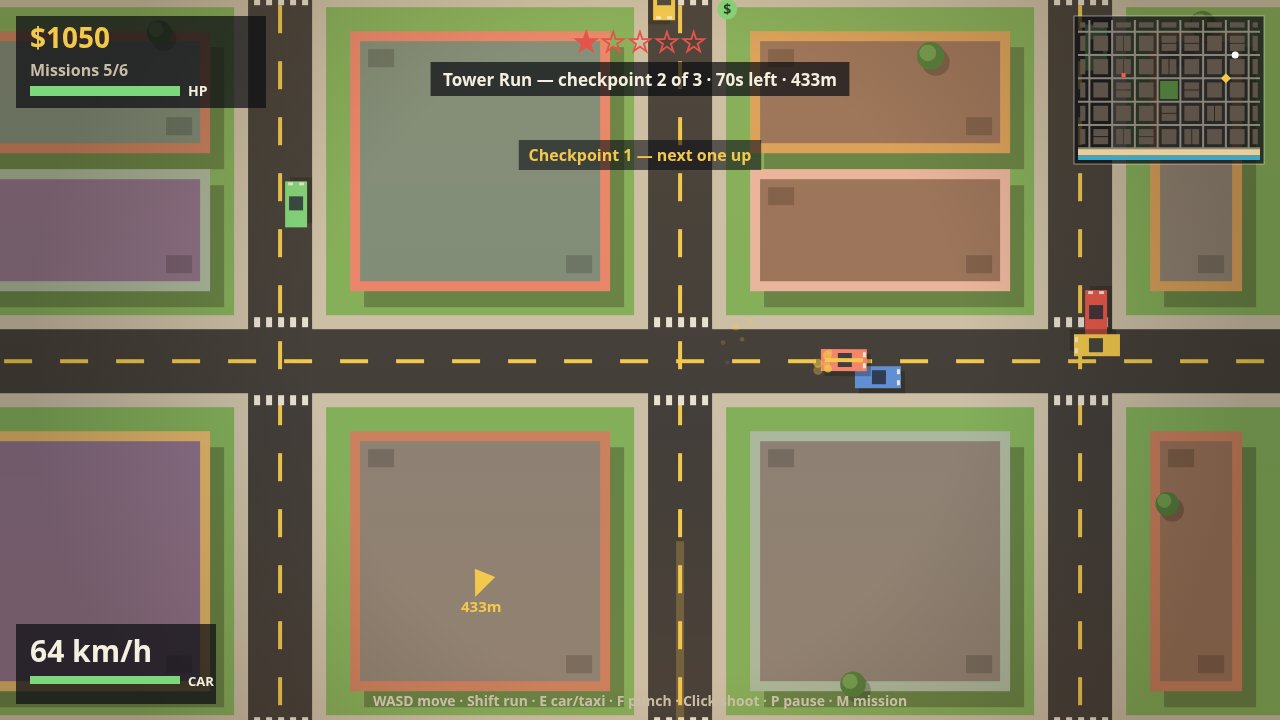 $1050
Missions 5/6
HP
$
Tower Run — checkpoint 2 of 3 · 70s left · 433m
Checkpoint 1 — next one up
433m
64 km/h
CAR
WASD move · Shift run · E car/taxi · F punch · Click shoot · P pause · M mission